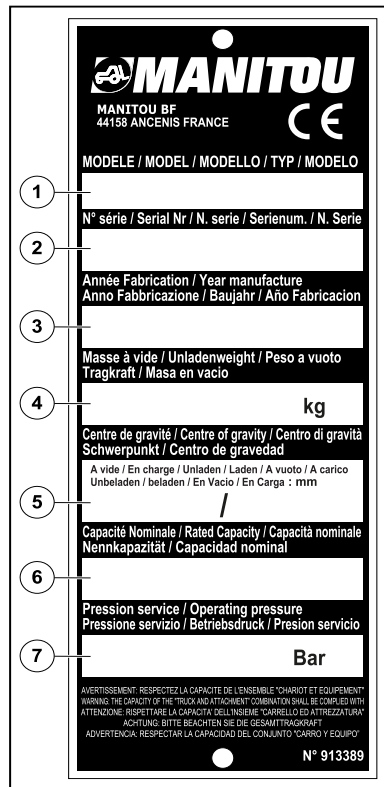 MANITOU
MANITOU BF
44158 ANCENIS FRANCE
CE
MODELE / MODEL / MODELLO / TYP / MODELO
1
N° série / Serial Nr / N. serie / Serienum. / N. Serie
2
Année Fabrication / Year manufacture
Anno Fabbricazione / Baujahr / Año Fabricacion
3
Masse à vide / Unladenweight / Peso a vuoto
Tragkraft / Masa en vacio
4
kg
Centre de gravité / Centre of gravity / Centro di gravità
Schwerpunkt / Centro de gravedad
A vide / En charge / Unladen / Laden / A vuoto / A carico
Unbeladen / beladen / En Vacio / En Carga : mm
5
/
Capacité Nominale / Rated Capacity / Capacità nominale
Nennkapazität / Capacidad nominal
6
Pression service / Operating pressure
Pressione servizio / Betriebsdruck / Presion servicio
7
Bar
AVERTISSEMENT: RESPECTEZ LA CAPACITE DE L'ENSEMBLE "CHARIOT ET EQUIPEMENT"
WARNING: THE CAPACITY OF THE "TRUCK AND ATTACHMENT" COMBINATION SHALL BE COMPLIED WITH
ATTENZIONE: RISPETTARE LA CAPACITA' DELL'INSIEME "CARRELLO ED ATTREZZATURA"
ACHTUNG: BITTE BEACHTEN SIE DIE GESAMTTRAGKRAFT
ADVERTENCIA: RESPECTAR LA CAPACIDAD DEL CONJUNTO "CARRO Y EQUIPO"
N° 913389